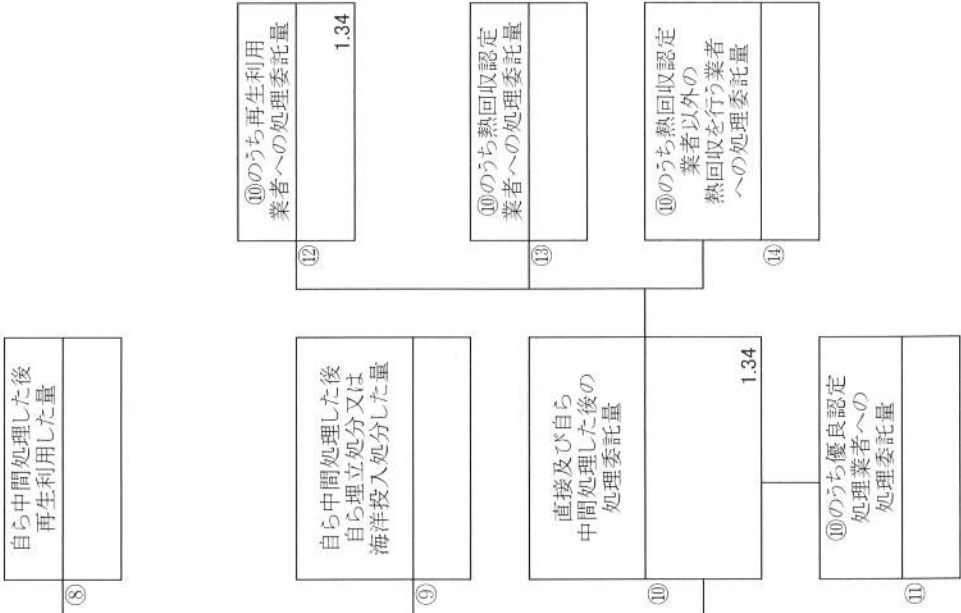 ⑧
自ら中間処理した後
再生利用した量
⑨
自ら中間処理した後
自ら埋立処分又は
海洋投入処分した量
⑩
直接及び自ら
中間処理した後の
処理委託量
1.34
⑪
⑩のうち優良認定
処理業者への
処理委託量
⑫
⑩のうち再生利用
業者への処理委託量
1.34
⑬
⑩のうち熱回収認定
業者への処理委託量
⑭
⑩のうち熱回収認定
業者以外の
熱回収を行う業者
への処理委託量